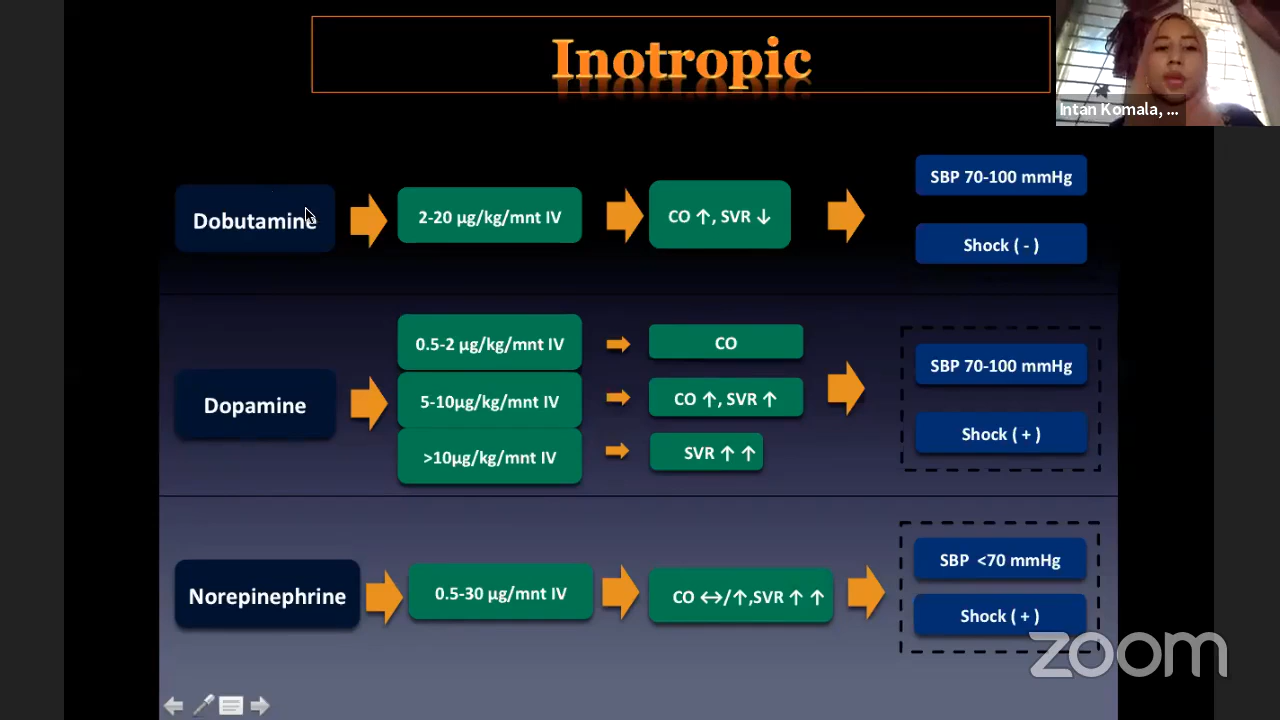 Inotropic
Intan Komala, ...
Dobutamine
2-20 µg/kg/mnt IV
CO ↑, SVR ↓
SBP 70-100 mmHg
Shock ( - )
Dopamine
0.5-2 µg/kg/mnt IV
CO
5-10µg/kg/mnt IV
CO ↑, SVR ↑
>10µg/kg/mnt IV
SVR ↑ ↑
SBP 70-100 mmHg
Shock ( + )
Norepinephrine
0.5-30 µg/mnt IV
CO ↔/↑,SVR ↑ ↑
SBP <70 mmHg
Shock ( + )
zoom